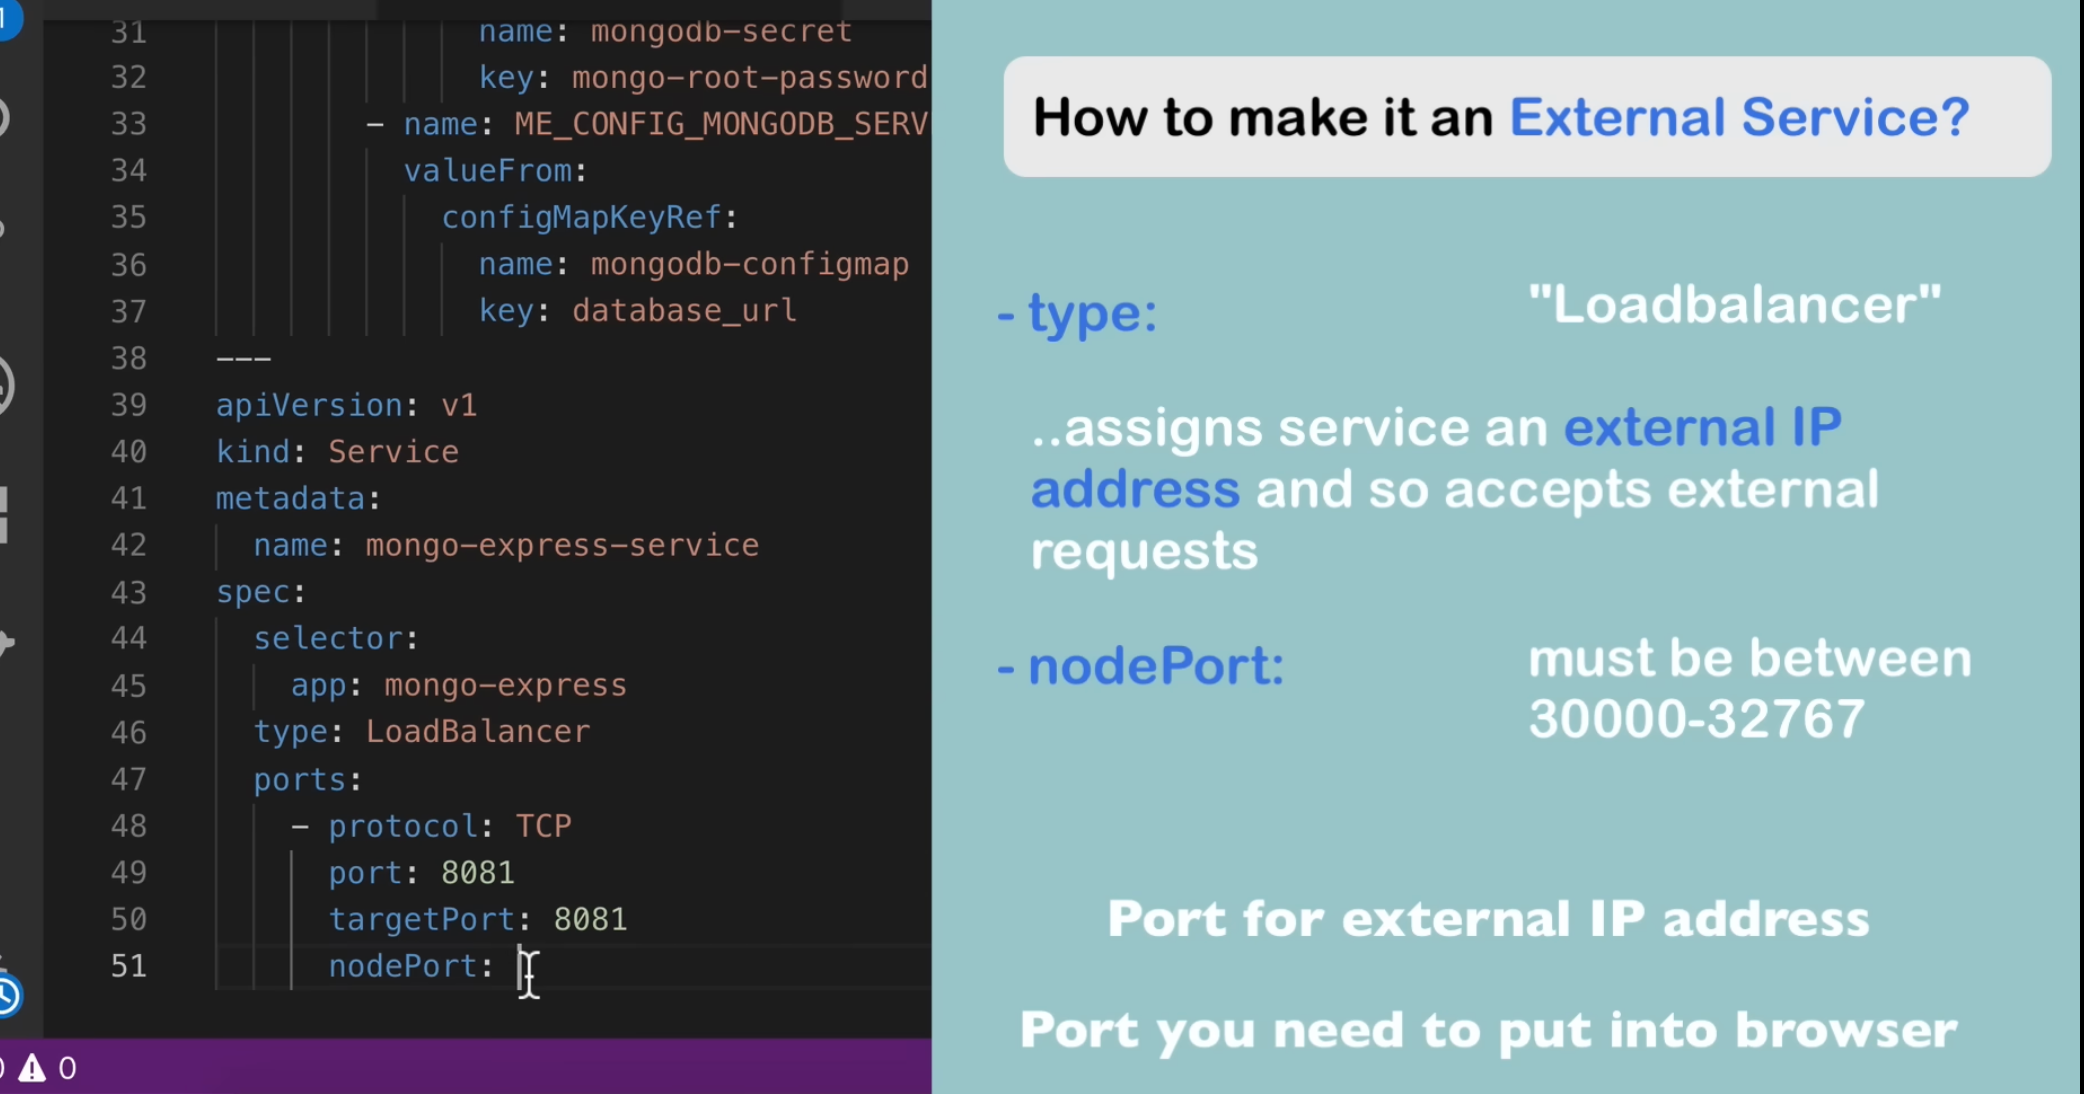 31 name: mongodb-secret
32 key: mongo-root-password
33 - name: ME_CONFIG_MONGODB_SERV
34 valueFrom:
35 configMapKeyRef:
36 name: mongodb-configmap
37 key: database_url
38 ---
39 apiVersion: v1
40 kind: Service
41 metadata:
42 name: mongo-express-service
43 spec:
44 selector:
45 app: mongo-express
46 type: LoadBalancer
47 ports:
48 - protocol: TCP
49 port: 8081
50 targetPort: 8081
51 nodePort:
0
How to make it an External Service?
- type: "Loadbalancer"
..assigns service an external IP
address and so accepts external
requests
- nodePort: must be between
30000-32767
Port for external IP address
Port you need to put into browser